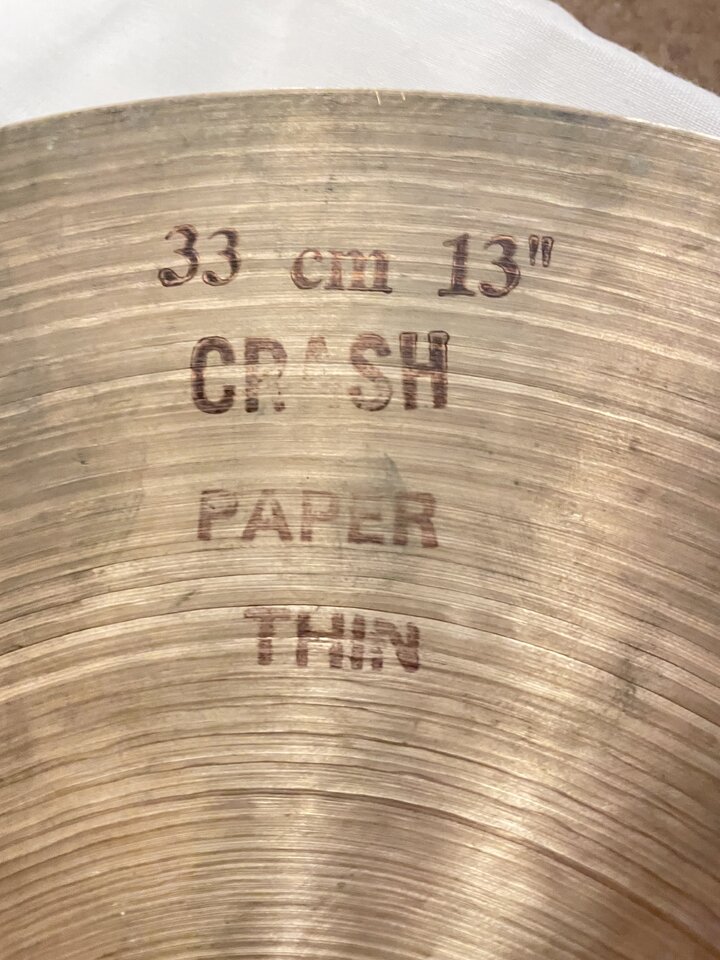 33 cm 13"
CRASH
PAPER
THIN